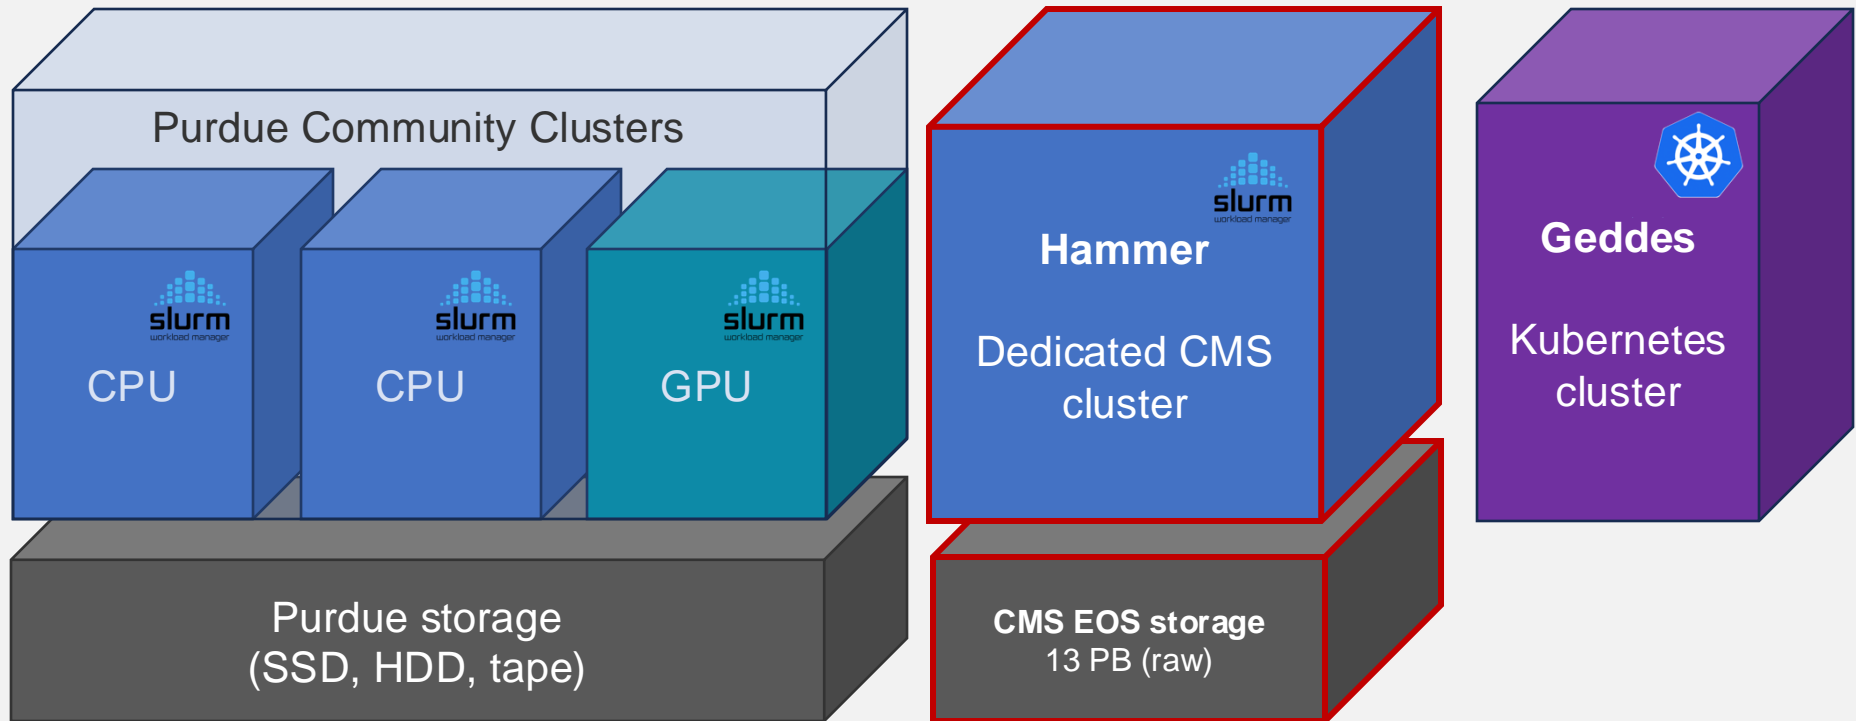 Purdue Community Clusters
slurm
workload manager
CPU
slurm
workload manager
CPU
slurm
workload manager
GPU
Purdue storage
(SSD, HDD, tape)
slurm
workload manager
Hammer
Dedicated CMS
cluster
CMS EOS storage
13 PB (raw)
Geddes
Kubernetes
cluster